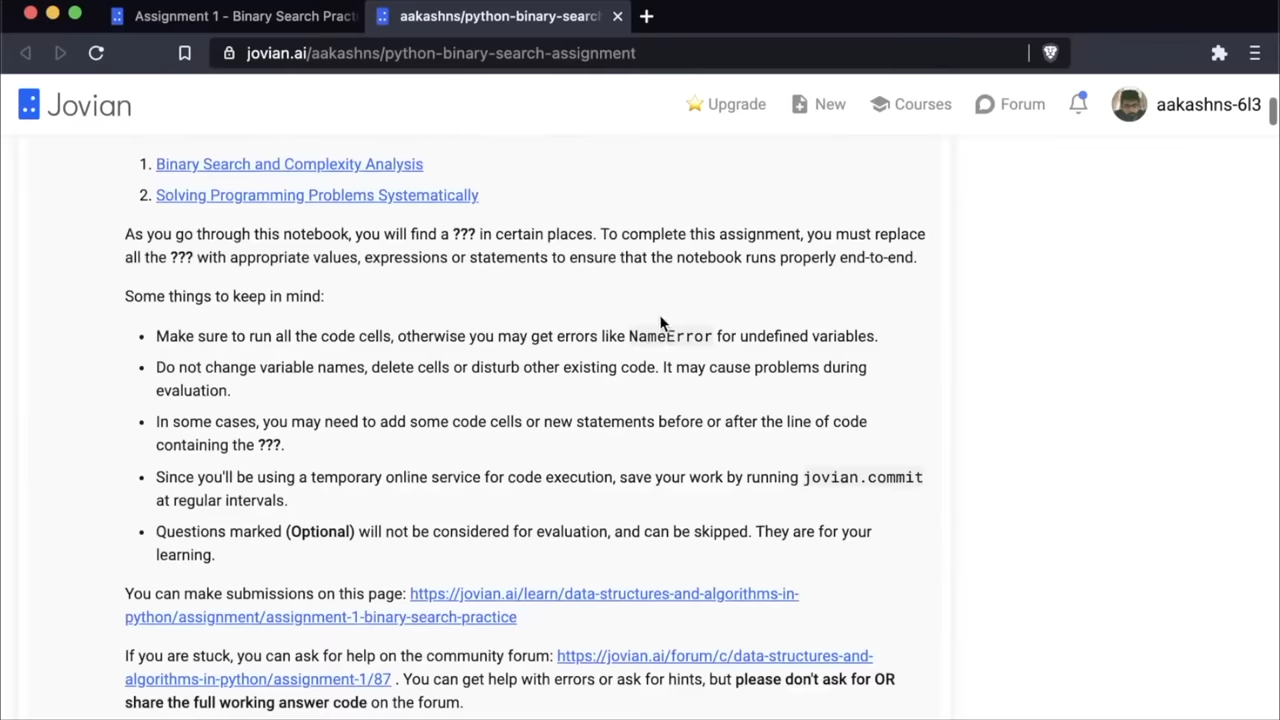 Assignment 1 - Binary Search Pract
aakashns/python-binary-search
jovian.ai/aakashns/python-binary-search-assignment
Jovian
Upgrade
New
Courses
Forum
aakashns-6l3
1. Binary Search and Complexity Analysis
2. Solving Programming Problems Systematically
As you go through this notebook, you will find a ??? in certain places. To complete this assignment, you must replace
all the ??? with appropriate values, expressions or statements to ensure that the notebook runs properly end-to-end.
Some things to keep in mind:
• Make sure to run all the code cells, otherwise you may get errors like NameError for undefined variables.
• Do not change variable names, delete cells or disturb other existing code. It may cause problems during
evaluation.
• In some cases, you may need to add some code cells or new statements before or after the line of code
containing the ???.
• Since you'll be using a temporary online service for code execution, save your work by running jovian.commit
at regular intervals.
• Questions marked (Optional) will not be considered for evaluation, and can be skipped. They are for your
learning.
You can make submissions on this page: https://jovian.ai/learn/data-structures-and-algorithms-in-
python/assignment/assignment-1-binary-search-practice
If you are stuck, you can ask for help on the community forum: https://jovian.ai/forum/c/data-structures-and-
algorithms-in-python/assignment-1/87 . You can get help with errors or ask for hints, but please don't ask for OR
share the full working answer code on the forum.